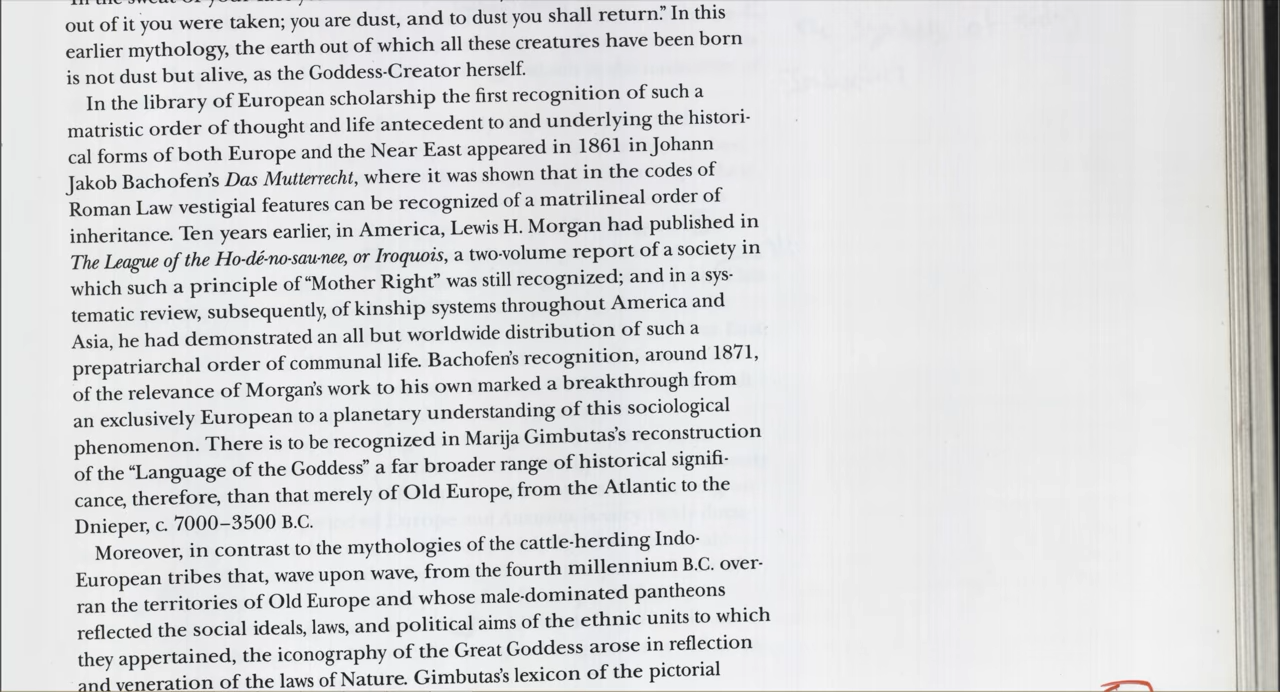 out of it you were taken; you are dust, and to dust you shall return.” In this
earlier mythology, the earth out of which all these creatures have been born
is not dust but alive, as the Goddess-Creator herself.
In the library of European scholarship the first recognition of such a
matristic order of thought and life antecedent to and underlying the histori-
cal forms of both Europe and the Near East appeared in 1861 in Johann
Jakob Bachofen’s Das Mutterrecht, where it was shown that in the codes of
Roman Law vestigial features can be recognized of a matrilineal order of
inheritance. Ten years earlier, in America, Lewis H. Morgan had published in
The League of the Ho-dé-no-sau-nee, or Iroquois, a two-volume report of a society in
which such a principle of “Mother Right” was still recognized; and in a sys-
tematic review, subsequently, of kinship systems throughout America and
Asia, he had demonstrated an all but worldwide distribution of such a
prepatriarchal order of communal life. Bachofen’s recognition, around 1871,
of the relevance of Morgan’s work to his own marked a breakthrough from
an exclusively European to a planetary understanding of this sociological
phenomenon. There is to be recognized in Marija Gimbutas’s reconstruction
of the “Language of the Goddess” a far broader range of historical signifi-
cance, therefore, than that merely of Old Europe, from the Atlantic to the
Dnieper, c. 7000–3500 B.C.
Moreover, in contrast to the mythologies of the cattle-herding Indo-
European tribes that, wave upon wave, from the fourth millennium B.C. over-
ran the territories of Old Europe and whose male-dominated pantheons
reflected the social ideals, laws, and political aims of the ethnic units to which
they appertained, the iconography of the Great Goddess arose in reflection
and veneration of the laws of Nature. Gimbutas’s lexicon of the pictorial